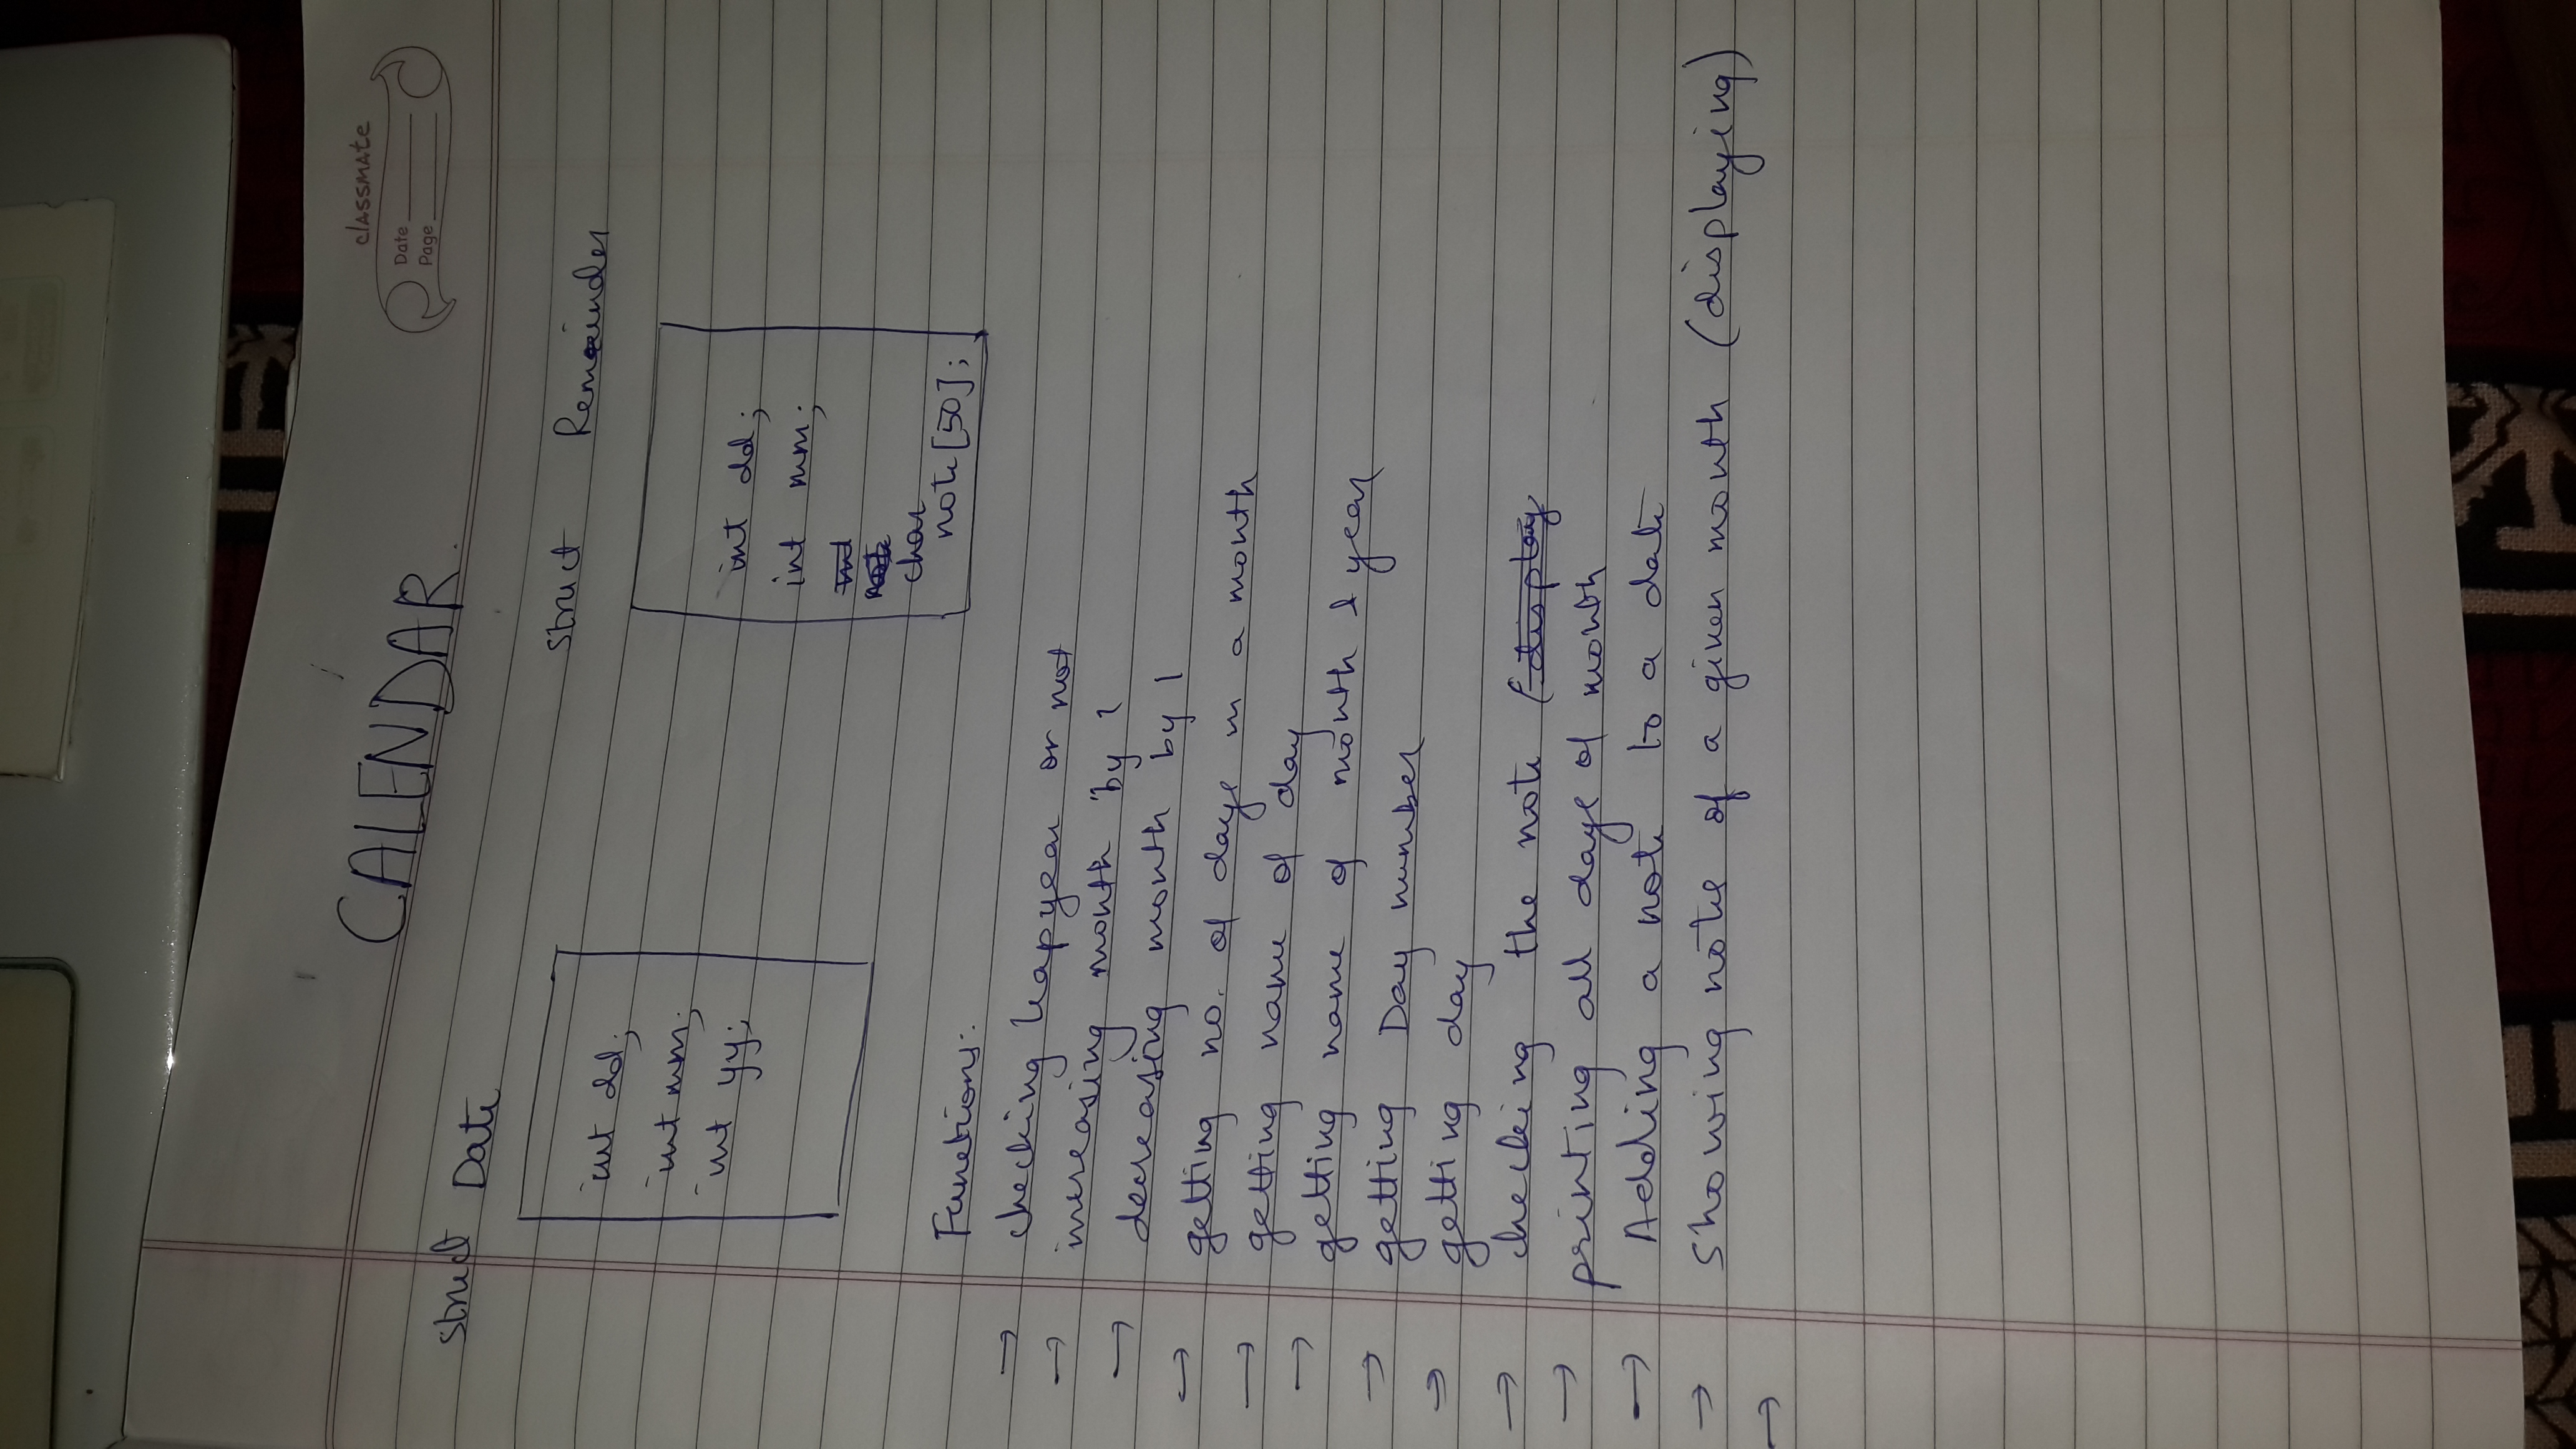 classmate
Date
Page
CALENDAR.
struct Date
int dd;
int mm;
int yy;
struct Remainder
int dd;
int mm;
char
note [50];
Functions:
→ checking leapyear or not
→ increasing month by 1
→ decreasing month by 1
→ getting no. of days in a month
→ getting name of day
→ getting name of month & year
→ getting Day number
→ getting day
→ checking the note (display
→ printing all days of month
→ Adding a note to a date
→ Showing notes of a given month (displaying)
→